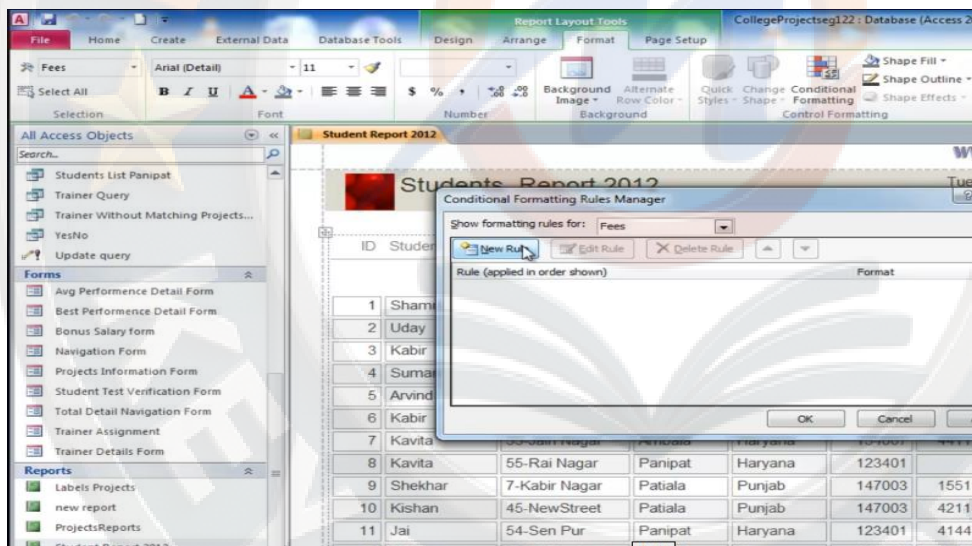 Report Layout Tools
CollegeProjectseg122 : Database (Access 2
File Home Create External Data Database Tools Design Arrange Format Page Setup
Fees
Select All
Selection
Arial (Detail) 11
B I U A
Font
$ % ,
Number
Background Image
Alternate Row Color
Background
Quick Styles
Change Shape
Conditional Formatting
Shape Fill
Shape Outline
Shape Effects
Control Formatting
All Access Objects
Search...
Students List Panipat
Trainer Query
Trainer Without Matching Projects...
YesNo
Update query
Forms
Avg Performence Detail Form
Best Performence Detail Form
Bonus Salary form
Navigation Form
Projects Information Form
Student Test Verification Form
Total Detail Navigation Form
Trainer Assignment
Trainer Details Form
Reports
Labels Projects
new report
ProjectsReports
Student Report 2012
Students Report 2012
Tue
Conditional Formatting Rules Manager
Show formatting rules for: Fees
New Rule Edit Rule Delete Rule
Rule (applied in order shown) Format
OK Cancel
ID Studen
1 Sham
2 Uday
3 Kabir
4 Suma
5 Arvind
6 Kabir
7 Kavita
8 Kavita 55-Rai Nagar Panipat Haryana 123401
9 Shekhar 7-Kabir Nagar Patiala Punjab 147003 1551
10 Kishan 45-NewStreet Patiala Punjab 147003 4211
11 Jai 54-Sen Pur Panipat Haryana 123401 4144